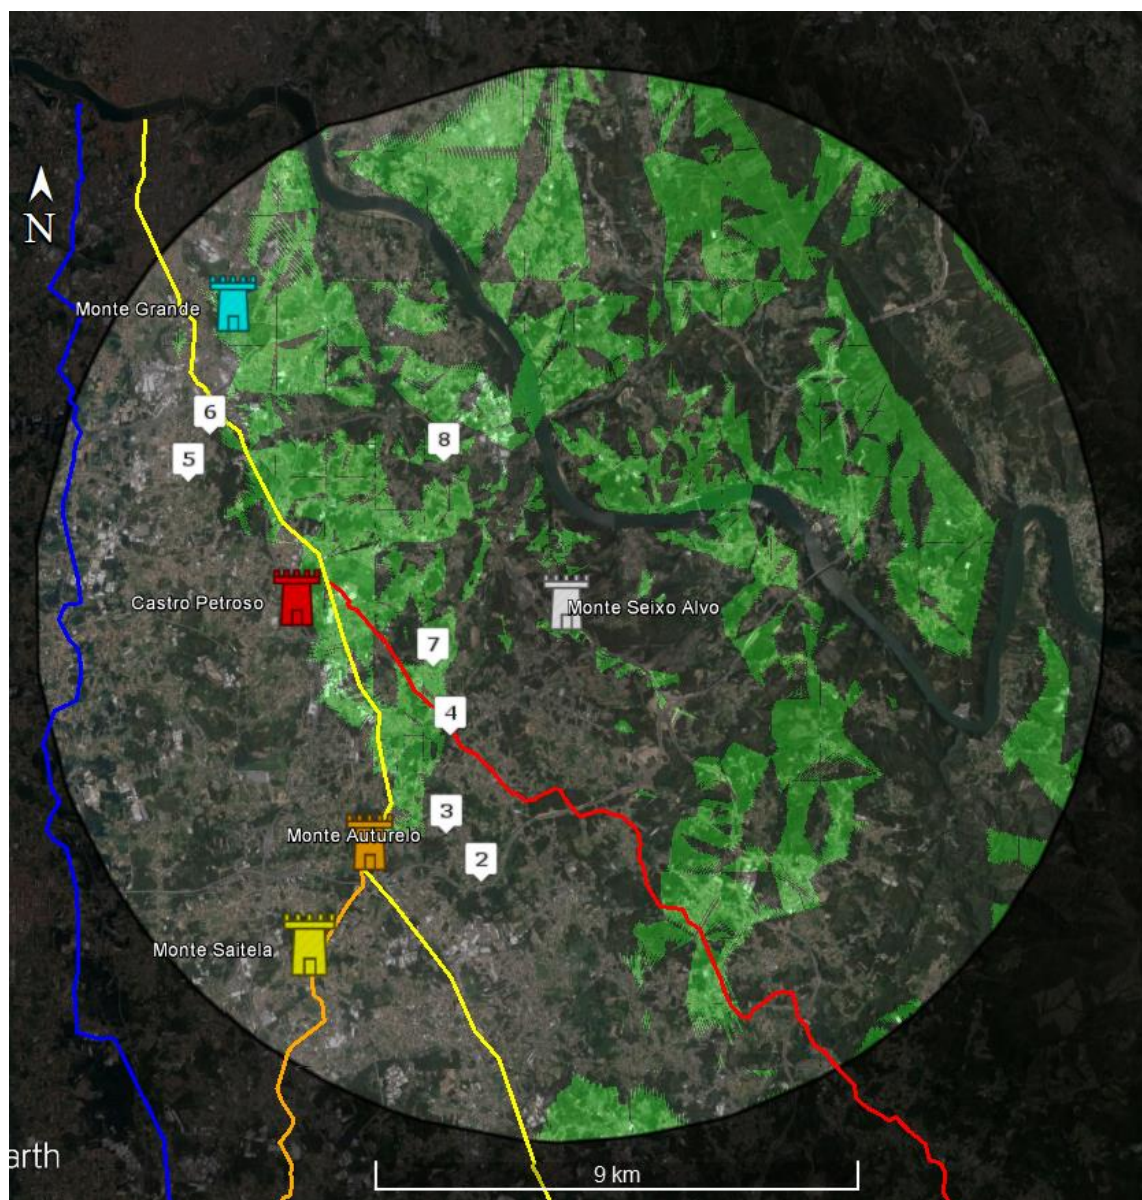 N
Monte Grande
6
8
5
Castro Petroso
Monte Seixo Alvo
7
4
3
Monte Auturelo
2
Monte Saitela
arth
9 km